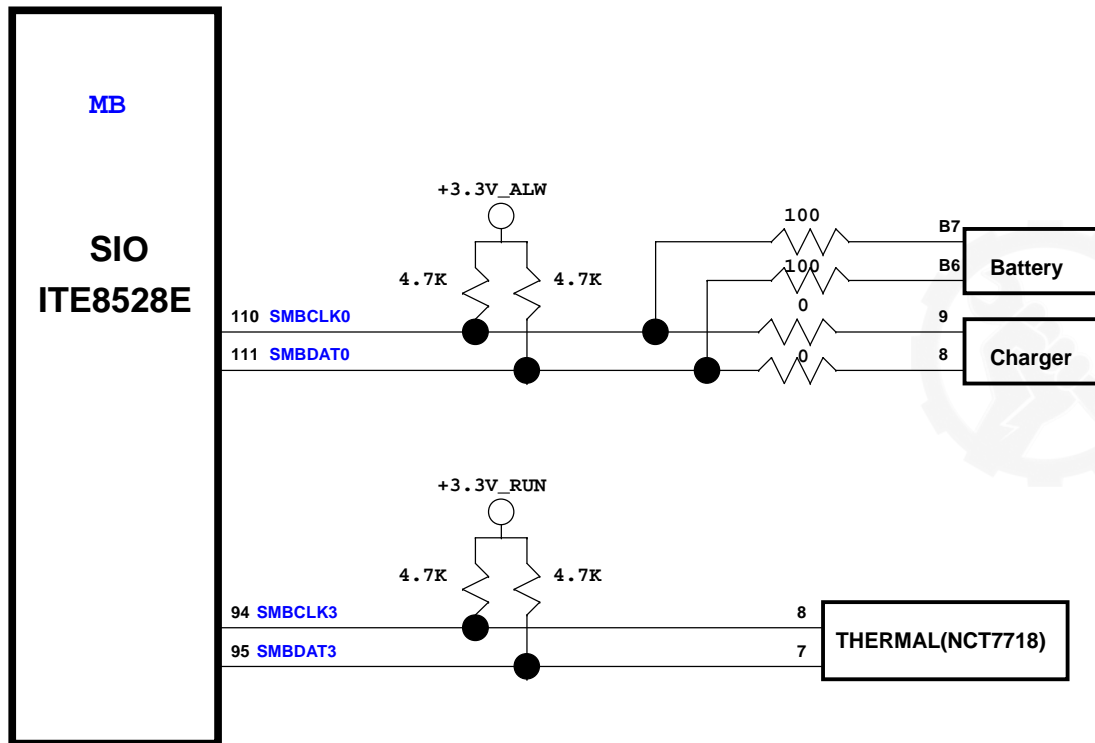 MB
SIO
ITE8528E
+3.3V_ALW
4.7K 4.7K
100
B7
100
B6
Battery
110 SMBCLK0
0
9
111 SMBDAT0
0
8
Charger
+3.3V_RUN
4.7K 4.7K
94 SMBCLK3
8
95 SMBDAT3
7
THERMAL(NCT7718)